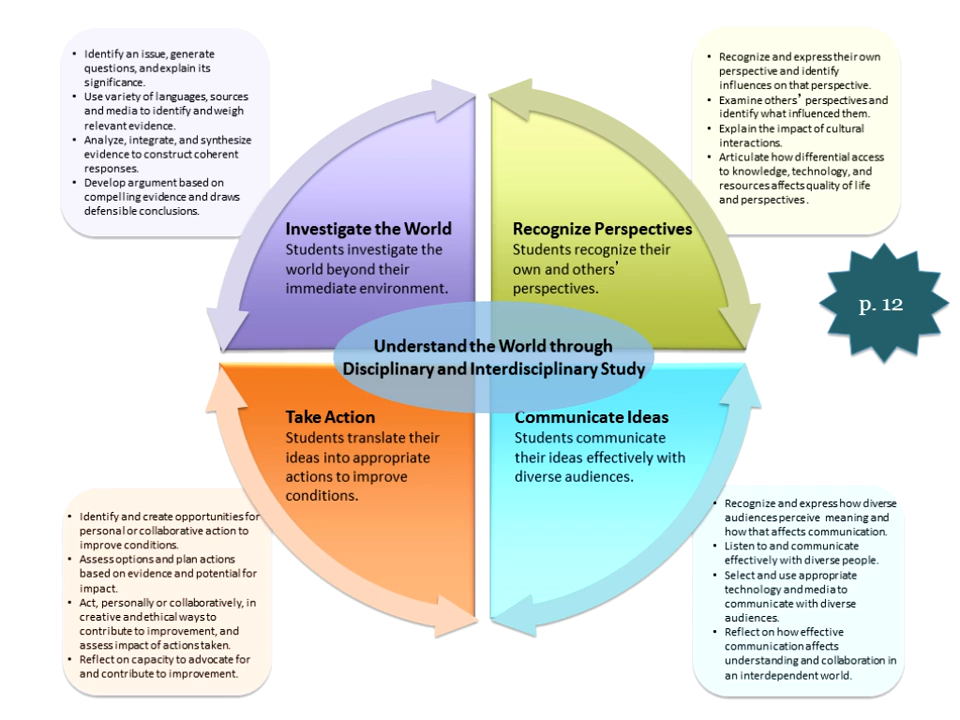 • Identify an issue, generate
questions, and explain its
significance.
• Use variety of languages, sources
and media to identify and weigh
relevant evidence.
• Analyze, integrate, and synthesize
evidence to construct coherent
responses.
• Develop argument based on
compelling evidence and draws
defensible conclusions.
• Recognize and express their own
perspective and identify
influences on that perspective.
• Examine others’ perspectives and
identify what influenced them.
• Explain the impact of cultural
interactions.
• Articulate how differential access
to knowledge, technology, and
resources affects quality of life
and perspectives.
Investigate the World
Students investigate the
world beyond their
immediate environment.
Recognize Perspectives
Students recognize their
own and others’
perspectives.
p. 12
Understand the World through
Disciplinary and Interdisciplinary Study
Take Action
Students translate their
ideas into appropriate
actions to improve
conditions.
Communicate Ideas
Students communicate
their ideas effectively with
diverse audiences.
• Identify and create opportunities for
personal or collaborative action to
improve conditions.
• Assess options and plan actions
based on evidence and potential for
impact.
• Act, personally or collaboratively, in
creative and ethical ways to
contribute to improvement, and
assess impact of actions taken.
• Reflect on capacity to advocate for
and contribute to improvement.
• Recognize and express how diverse
audiences perceive meaning and
how that affects communication.
• Listen to and communicate
effectively with diverse people.
• Select and use appropriate
technology and media to
communicate with diverse
audiences.
• Reflect on how effective
communication affects
understanding and collaboration in
an interdependent world.